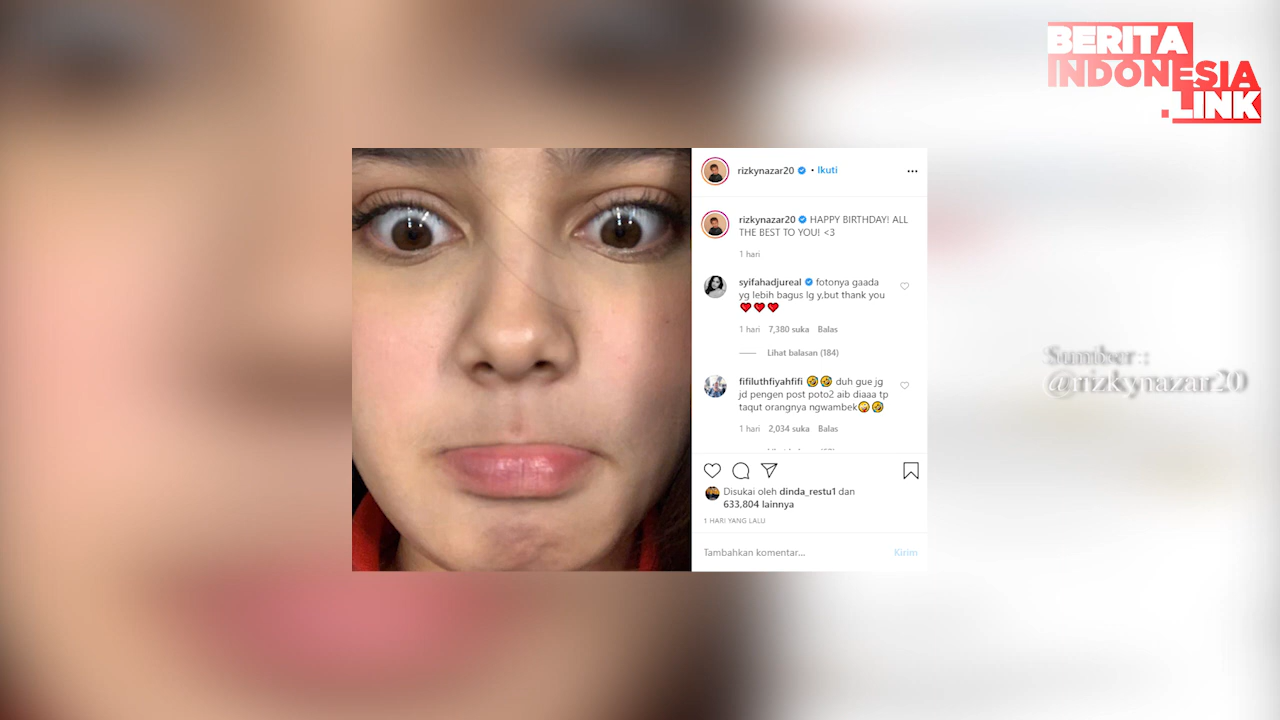 BERITA
INDONESIA
.LINK
rizkynazar20 • Ikuti
rizkynazar20 HAPPY BIRTHDAY! ALL
THE BEST TO YOU! <3
1 hari
syifahadjureal fotonya gaada
yg lebih bagus lg y.but thank you
❤️❤️❤️
1 hari 7,380 suka Balas
Lihat balasan (184)
fifiluthfiyahfifi 🤣🤣 duh gue jg
jd pengen post poto2 aib diaaa tp
taqut orangnya ngwambek😜🤣
1 hari 2,034 suka Balas
Disukai oleh dinda_restu1 dan
633,804 lainnya
1 HARI YANG LALU
Tambahkan komentar... Kirim
Sumber :
@rizkynazar20